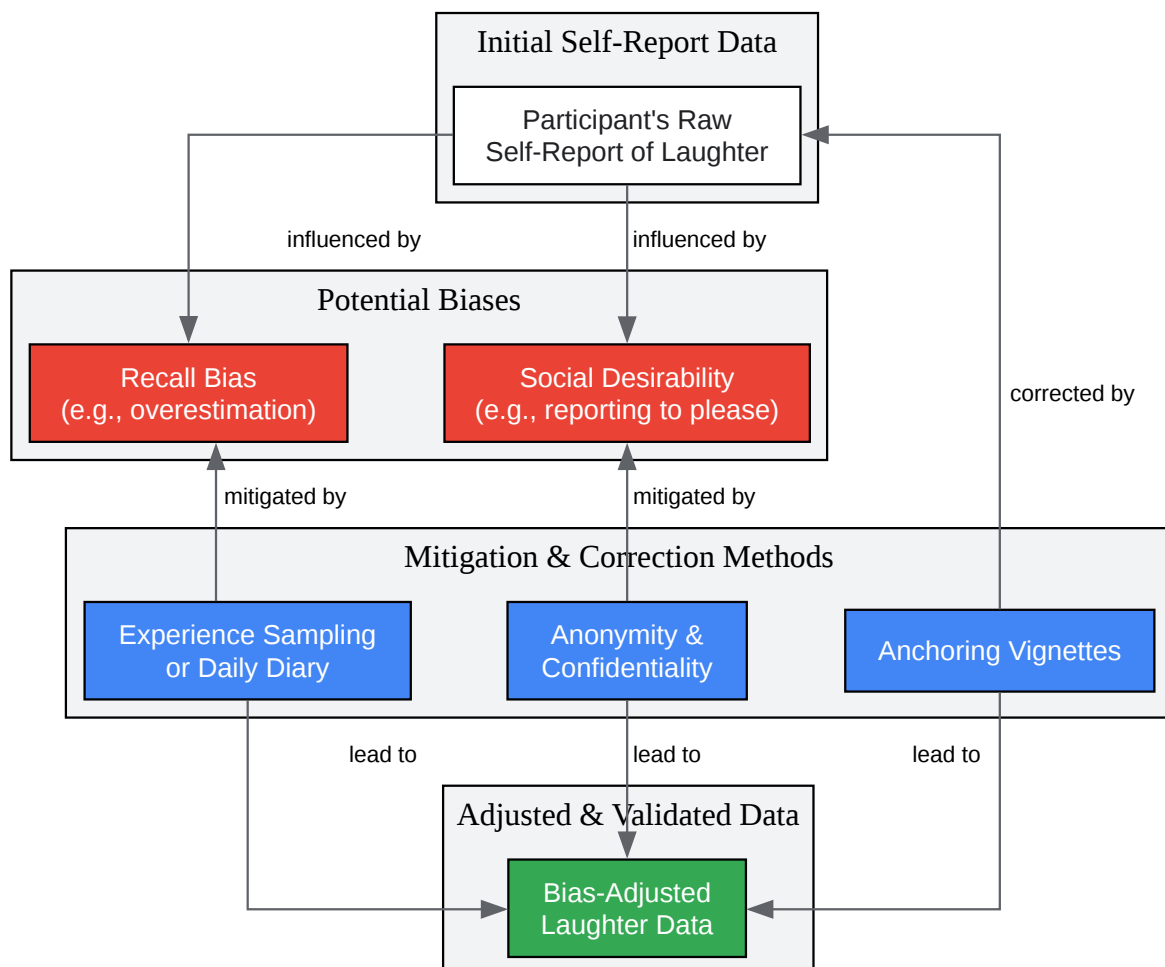 Initial Self-Report Data
Participant's Raw
Self-Report of Laughter
influenced by
influenced by
Potential Biases
Recall Bias
(e.g., overestimation)
Social Desirability
(e.g., reporting to please)
corrected by
mitigated by
mitigated by
Mitigation & Correction Methods
Experience Sampling
or Daily Diary
Anonymity &
Confidentiality
Anchoring Vignettes
lead to
lead to
lead to
Adjusted & Validated Data
Bias-Adjusted
Laughter Data